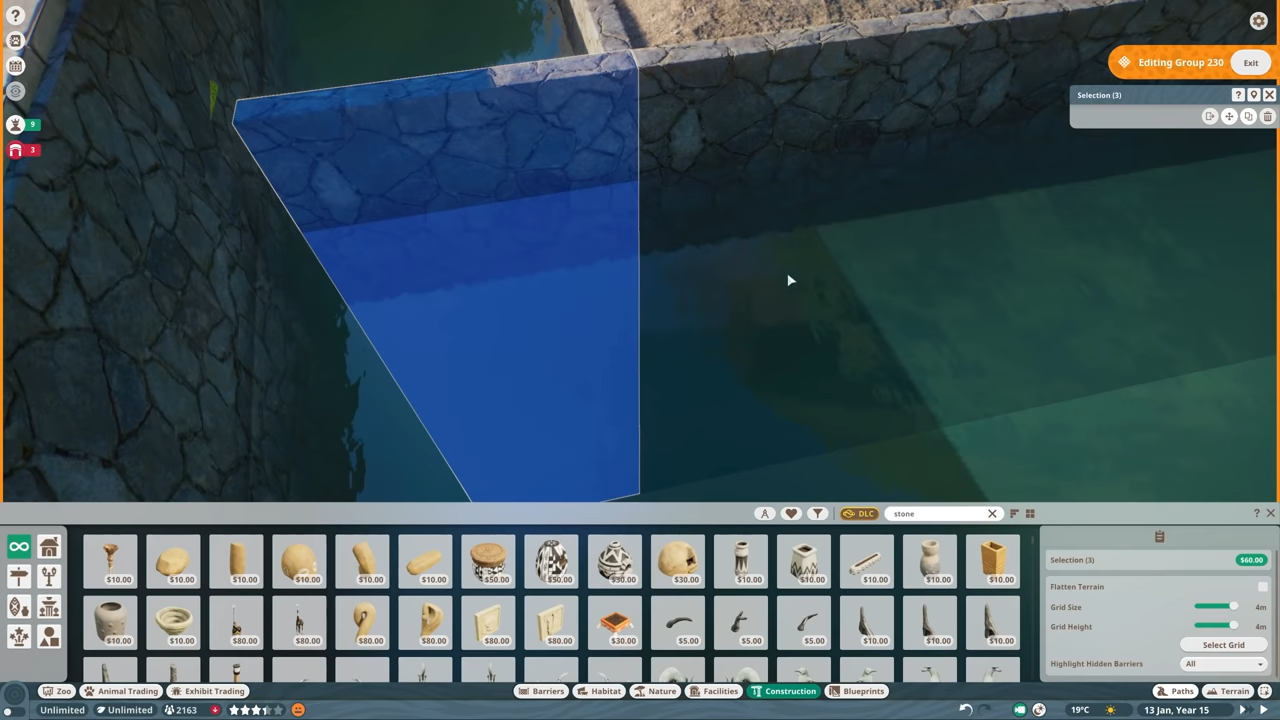 Editing Group 230
Exit
Selection (3)
9
3
DLC
stone
$10.00 $10.00 $10.00 $10.00 $10.00 $10.00 $50.00 $50.00 $30.00 $30.00 $10.00 $10.00 $10.00 $10.00 $10.00
$10.00 $10.00 $80.00 $80.00 $80.00 $80.00 $80.00 $80.00 $30.00 $5.00 $5.00 $5.00 $10.00 $10.00 $10.00
Selection (3) $60.00
Flatten Terrain
Grid Size 4m
Grid Height 4m
Select Grid
Highlight Hidden Barriers All
Zoo Animal Trading Exhibit Trading Barriers Habitat Nature Facilities Construction Blueprints Paths Terrain
Unlimited Unlimited 2163 19°C 13 Jan, Year 15